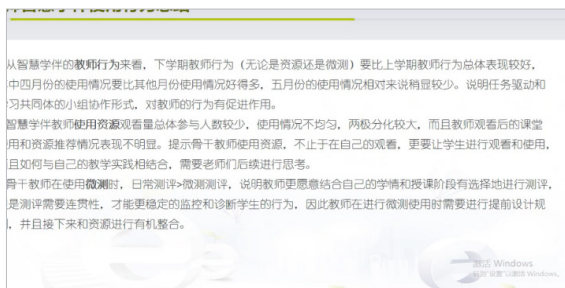 从智慧学伴的教师行为来看，下学期教师行为（无论是资源还是微测）要比上学期教师行为总体表现较好，
中四月份的使用情况要比其他月份使用情况好得多，五月份的使用情况相对来说稍显较少。说明任务驱动和
习共同体的小组协作形式，对教师的行为有促进作用。
智慧学伴教师使用资源观看量总体参与人数较少，使用情况不均匀，两极分化较大，而且教师观看后的课堂
用和资源推荐情况表现不明显。提示骨干教师使用资源，不止于在自己的观看，更要让学生进行观看和使用，
且如何与自己的教学实践相结合，需要老师们后续进行思考。
骨干教师在使用微测时，日常测评>微测测评，说明教师更愿意结合自己的学情和授课阶段有选择地进行测评，
是测评需要连贯性，才能更稳定的监控和诊断学生的行为，因此教师在进行微测使用时需要进行提前设计规
，并且接下来和资源进行有机整合。
激活 Windows
转到"设置"以激活 Windows。